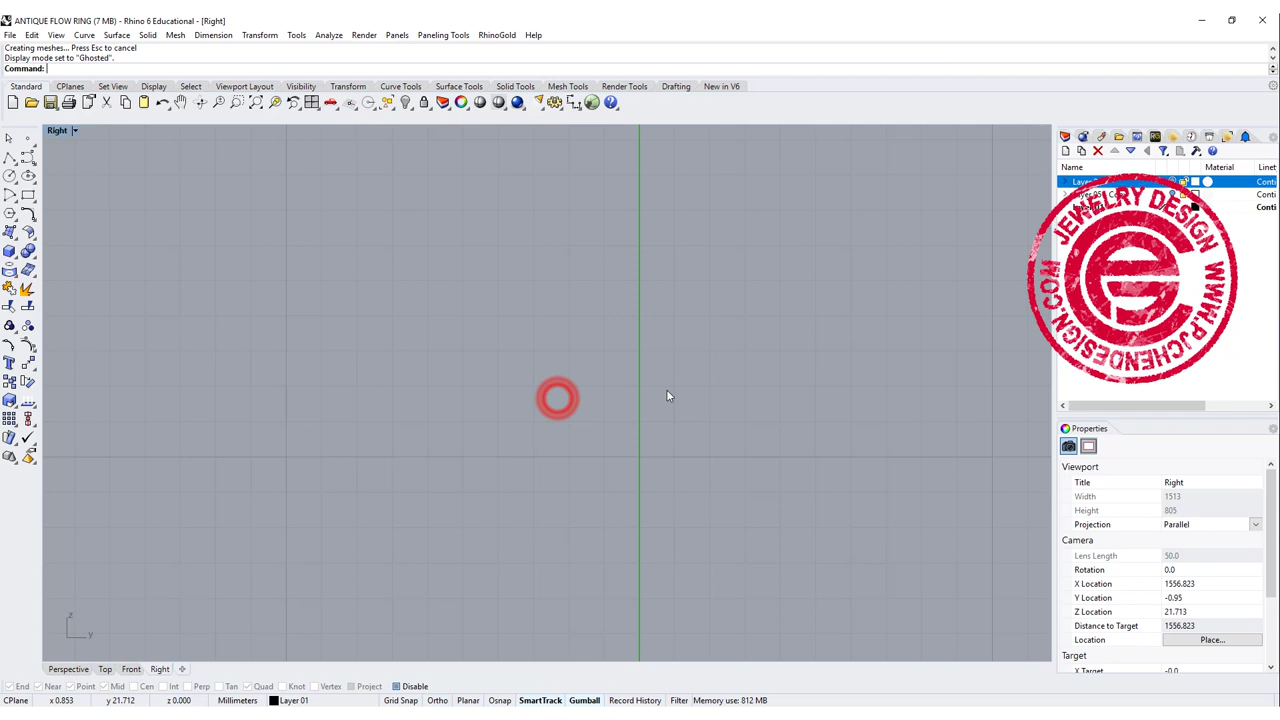 ANTIQUE FLOW RING (7 MB) - Rhino 6 Educational - [Right]
File Edit View Curve Surface Solid Mesh Dimension Transform Tools Analyze Render Panels Paneling Tools RhinoGold Help
Creating meshes... Press Esc to cancel
Display mode set to "Ghosted".
Command:
Standard CPlanes Set View Display Select Viewport Layout Visibility Transform Curve Tools Surface Tools Solid Tools Mesh Tools Render Tools Drafting New in V6
Right
Name Material Linet
Conti
Conti
Conti
JEWELRY DESIGN WWW.PJCHENDESIGN.COM
Properties
Viewport
Title Right
Width 1513
Height 805
Projection Parallel
Camera
Lens Length 50.0
Rotation 0.0
X Location 1556.823
Y Location -0.95
Z Location 21.713
Distance to Target 1556.823
Location Place...
Target
X Target -0.0
z
y
Perspective Top Front Right
End Near Point Mid Cen Int Perp Tan Quad Knot Vertex Project Disable
CPlane x 0.853 y 21.712 z 0.000 Millimeters Layer 01 Grid Snap Ortho Planar Osnap SmartTrack Gumball Record History Filter Memory use: 812 MB